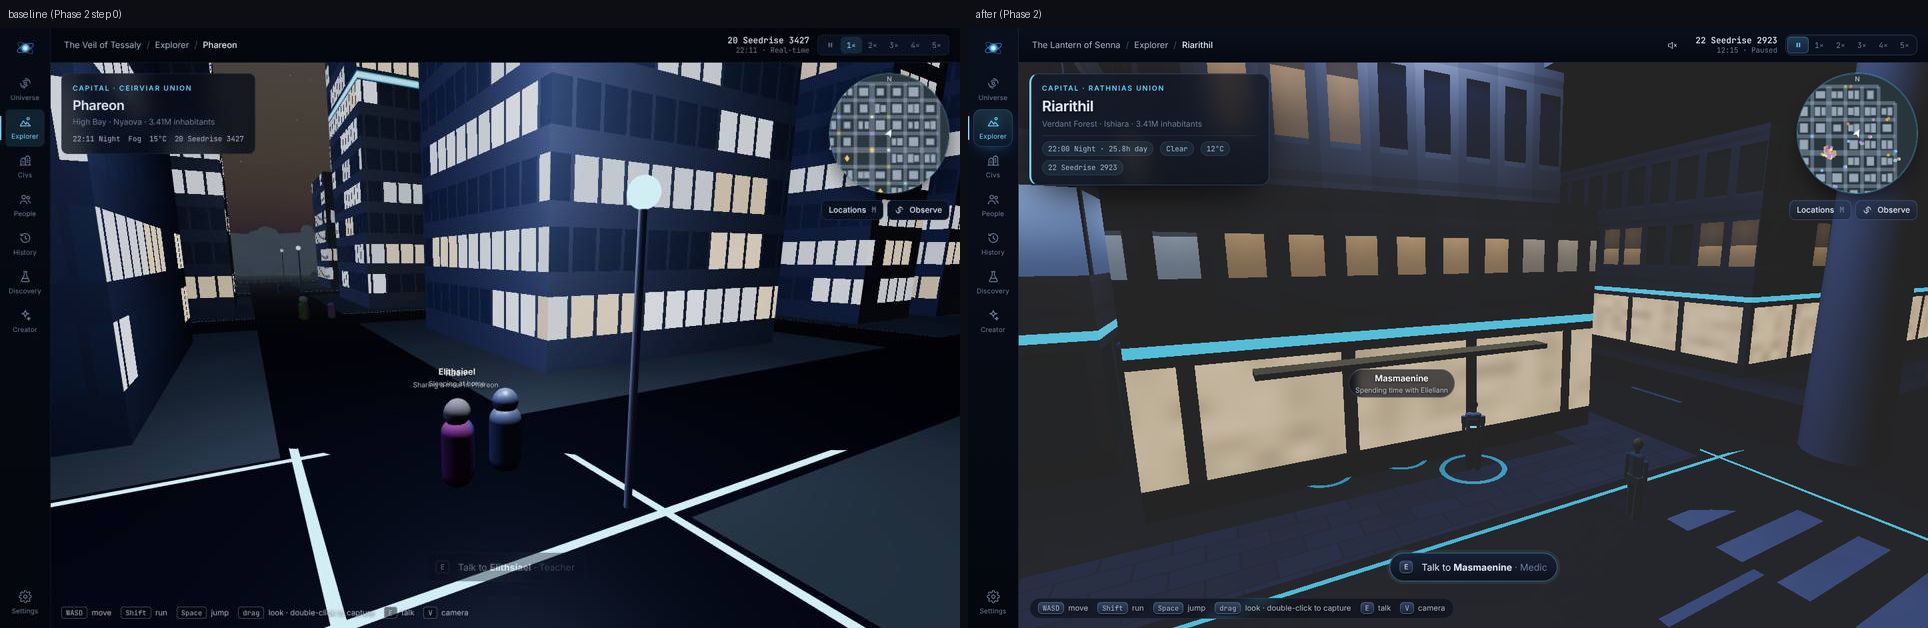 baseline (Phase 2 step 0)
The Veil of Tessaly / Explorer / Phareon
20 Seedrise 3427
22:11 · Real-time
1× 2× 3× 4× 5×
Universe
Explorer
Civs
People
History
Discovery
Creator
Settings
CAPITAL · CEIRVIAR UNION
Phareon
High Bay · Nyaova · 3.41M inhabitants
22:11 Night Fog 15°C 20 Seedrise 3427
N
Locations M
Observe
Elithsiael
Talk to Elithsiael · Teacher
WASD move Shift run Space jump drag look · double-click to capture E talk V camera
after (Phase 2)
The Lantern of Senna / Explorer / Riarithil
22 Seedrise 2923
12:15 · Paused
1× 2× 3× 4× 5×
Universe
Explorer
Civs
People
History
Discovery
Creator
Settings
CAPITAL · RATHNIAS UNION
Riarithil
Verdant Forest · Ishiara · 3.41M inhabitants
22:00 Night · 25.8h day Clear 12°C
22 Seedrise 2923
N
Locations M
Observe
Masmaenine
Spending time with Elieliann
E Talk to Masmaenine · Medic
WASD move Shift run Space jump drag look · double-click to capture E talk V camera